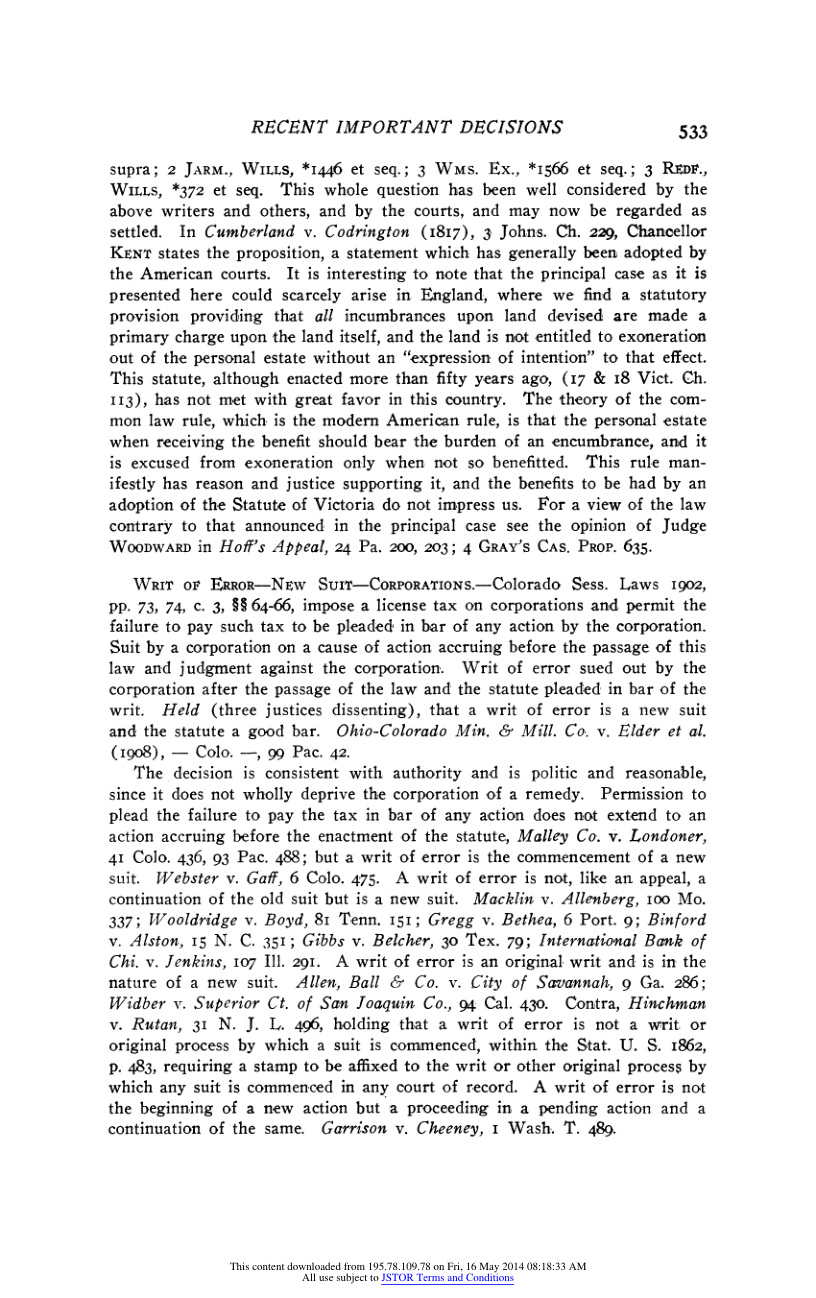 RECENT IMPORTANT DECISIONS 533
supra; 2 JARM., WILLS, *1446 et seq.; 3 WMS. EX., *1566 et seq.; 3 REDF.,
WILLS, *372 et seq. This whole question has been well considered by the
above writers and others, and by the courts, and may now be regarded as
settled. In Cumberland v. Codrington (1817), 3 Johns. Ch. 229, Chancellor
KENT states the proposition, a statement which has generally been adopted by
the American courts. It is interesting to note that the principal case as it is
presented here could scarcely arise in England, where we find a statutory
provision providing that all incumbrances upon land devised are made a
primary charge upon the land itself, and the land is not entitled to exoneration
out of the personal estate without an "expression of intention" to that effect.
This statute, although enacted more than fifty years ago, (17 & 18 Vict. Ch.
113), has not met with great favor in this country. The theory of the com-
mon law rule, which is the modern American rule, is that the personal estate
when receiving the benefit should bear the burden of an encumbrance, and it
is excused from exoneration only when not so benefitted. This rule man-
ifestly has reason and justice supporting it, and the benefits to be had by an
adoption of the Statute of Victoria do not impress us. For a view of the law
contrary to that announced in the principal case see the opinion of Judge
WOODWARD in Hoff's Appeal, 24 Pa. 200, 203; 4 GRAY'S CAS. PROP. 635.
WRIT OF ERROR—NEW SUIT—CORPORATIONS.—Colorado Sess. Laws 1902,
pp. 73, 74, c. 3, §§ 64-66, impose a license tax on corporations and permit the
failure to pay such tax to be pleaded in bar of any action by the corporation.
Suit by a corporation on a cause of action accruing before the passage of this
law and judgment against the corporation. Writ of error sued out by the
corporation after the passage of the law and the statute pleaded in bar of the
writ. Held (three justices dissenting), that a writ of error is a new suit
and the statute a good bar. Ohio-Colorado Min. & Mill. Co. v. Elder et al.
(1908), — Colo. —, 99 Pac. 42.
The decision is consistent with authority and is politic and reasonable,
since it does not wholly deprive the corporation of a remedy. Permission to
plead the failure to pay the tax in bar of any action does not extend to an
action accruing before the enactment of the statute, Malley Co. v. Londoner,
41 Colo. 436, 93 Pac. 488; but a writ of error is the commencement of a new
suit. Webster v. Gaff, 6 Colo. 475. A writ of error is not, like an appeal, a
continuation of the old suit but is a new suit. Macklin v. Allenberg, 100 Mo.
337; Wooldridge v. Boyd, 81 Tenn. 151; Gregg v. Bethea, 6 Port. 9; Binford
v. Alston, 15 N. C. 351; Gibbs v. Belcher, 30 Tex. 79; International Bank of
Chi. v. Jenkins, 107 Ill. 291. A writ of error is an original writ and is in the
nature of a new suit. Allen, Ball & Co. v. City of Savannah, 9 Ga. 286;
Widber v. Superior Ct. of San Joaquin Co., 94 Cal. 430. Contra, Hinchman
v. Rutan, 31 N. J. L. 496, holding that a writ of error is not a writ or
original process by which a suit is commenced, within the Stat. U. S. 1862,
p. 483, requiring a stamp to be affixed to the writ or other original process by
which any suit is commenced in any court of record. A writ of error is not
the beginning of a new action but a proceeding in a pending action and a
continuation of the same. Garrison v. Cheeney, 1 Wash. T. 489.
This content downloaded from 195.78.109.78 on Fri, 16 May 2014 08:18:33 AM
All use subject to JSTOR Terms and Conditions